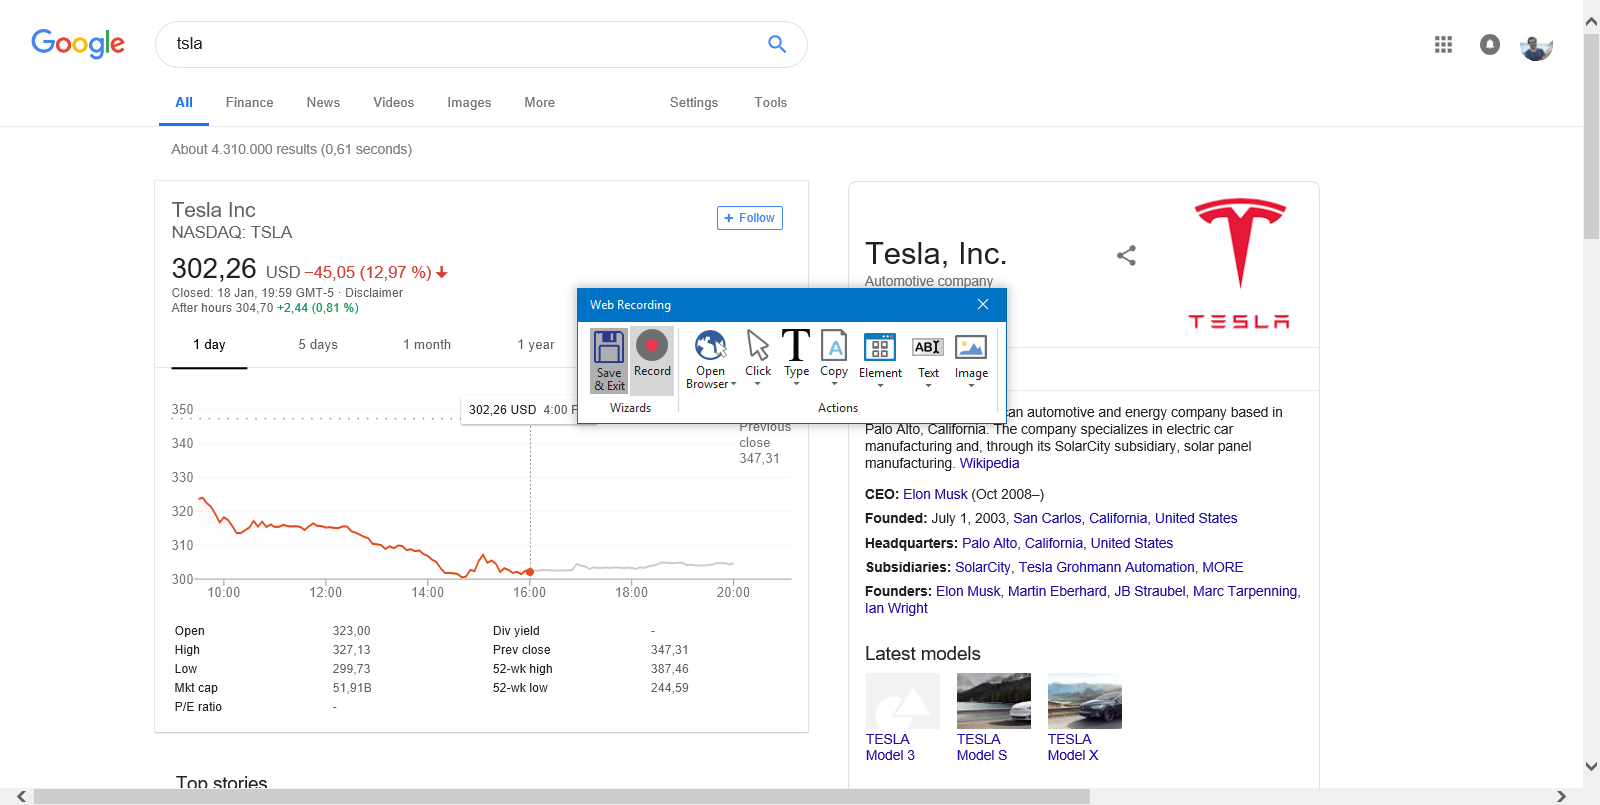 Google
tsla
All Finance News Videos Images More Settings Tools
About 4.310.000 results (0,61 seconds)
Tesla Inc
NASDAQ: TSLA
+ Follow
302,26 USD −45,05 (12,97 %)
Closed: 18 Jan, 19:59 GMT-5 · Disclaimer
After hours 304,70 +2,44 (0,81 %)
1 day 5 days 1 month 1 year
302,26 USD 4:00
Previous
close
347,31
350
340
330
320
310
300
10:00 12:00 14:00 16:00 18:00 20:00
Open 323,00 Div yield -
High 327,13 Prev close 347,31
Low 299,73 52-wk high 387,46
Mkt cap 51,91B 52-wk low 244,59
P/E ratio -
Top stories
Web Recording
Save
& Exit
Record
Open
Browser
Click
Type
Copy
Element
ABI
Text
Image
Wizards
Actions
Tesla, Inc.
Automotive company
TESLA
an automotive and energy company based in
Palo Alto, California. The company specializes in electric car
manufacturing and, through its SolarCity subsidiary, solar panel
manufacturing. Wikipedia
CEO: Elon Musk (Oct 2008–)
Founded: July 1, 2003, San Carlos, California, United States
Headquarters: Palo Alto, California, United States
Subsidiaries: SolarCity, Tesla Grohmann Automation, MORE
Founders: Elon Musk, Martin Eberhard, JB Straubel, Marc Tarpenning,
Ian Wright
Latest models
TESLA
Model 3
TESLA
Model S
TESLA
Model X